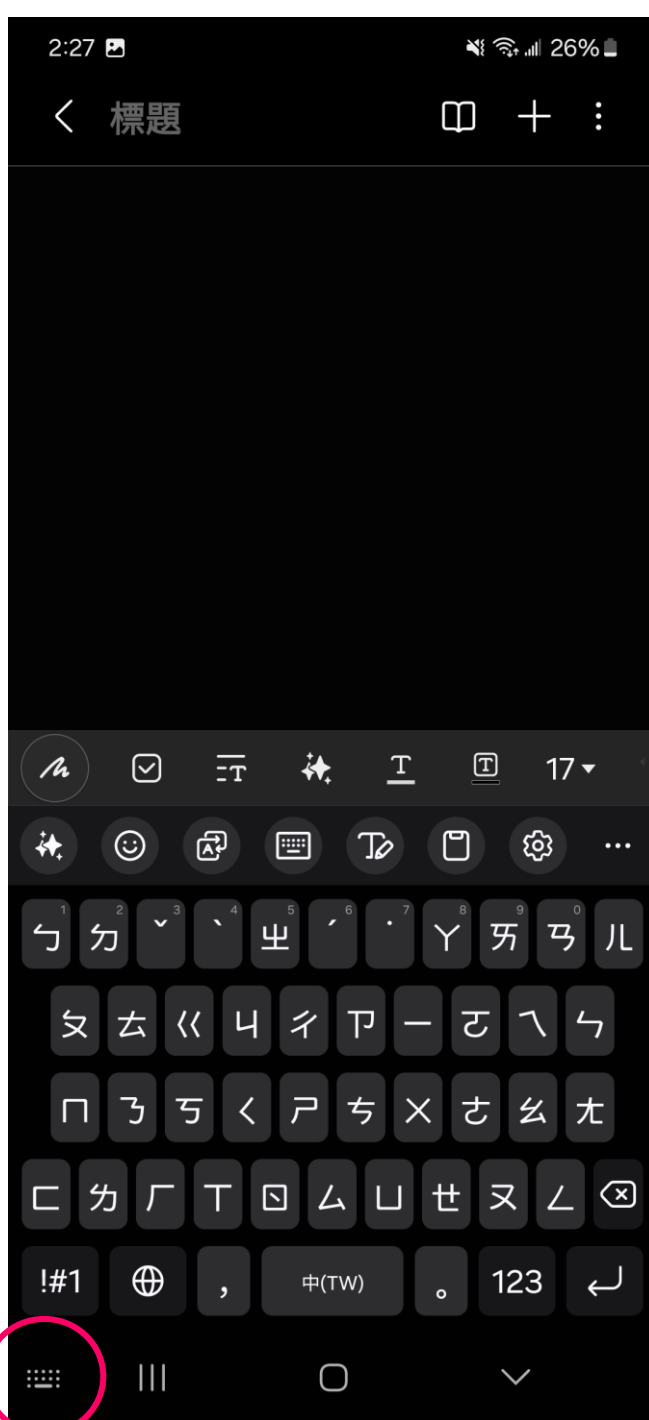 2:27 26%
標題
17
1 2 3 4 5 6 7 8 9 0
ㄅ ㄉ ˇ ˋ ㄓ ˊ ˙ ㄚ ㄞ ㄢ ㄦ
ㄆ ㄊ ㄍ ㄐ ㄔ ㄗ ㄧ ㄛ ㄟ ㄣ
ㄇ ㄋ ㄎ ㄑ ㄕ ㄘ ㄨ ㄜ ㄠ ㄤ
ㄈ ㄌ ㄏ ㄒ ㄖ ㄙ ㄩ ㄝ ㄡ ㄥ
!#1 , 中(TW) 。 123